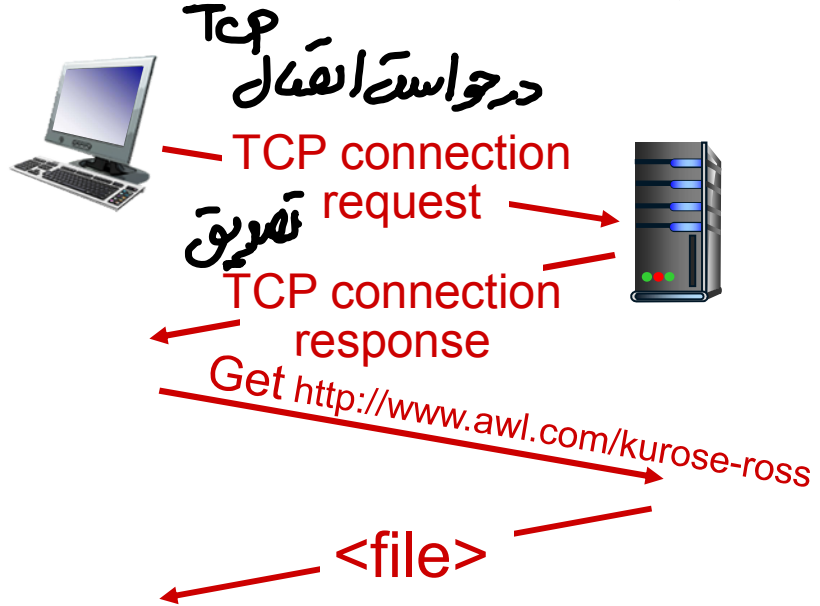 TCP
درخواست اتصال
TCP connection
request
تصدیق
TCP connection
response
Get http://www.awl.com/kurose-ross
<file>